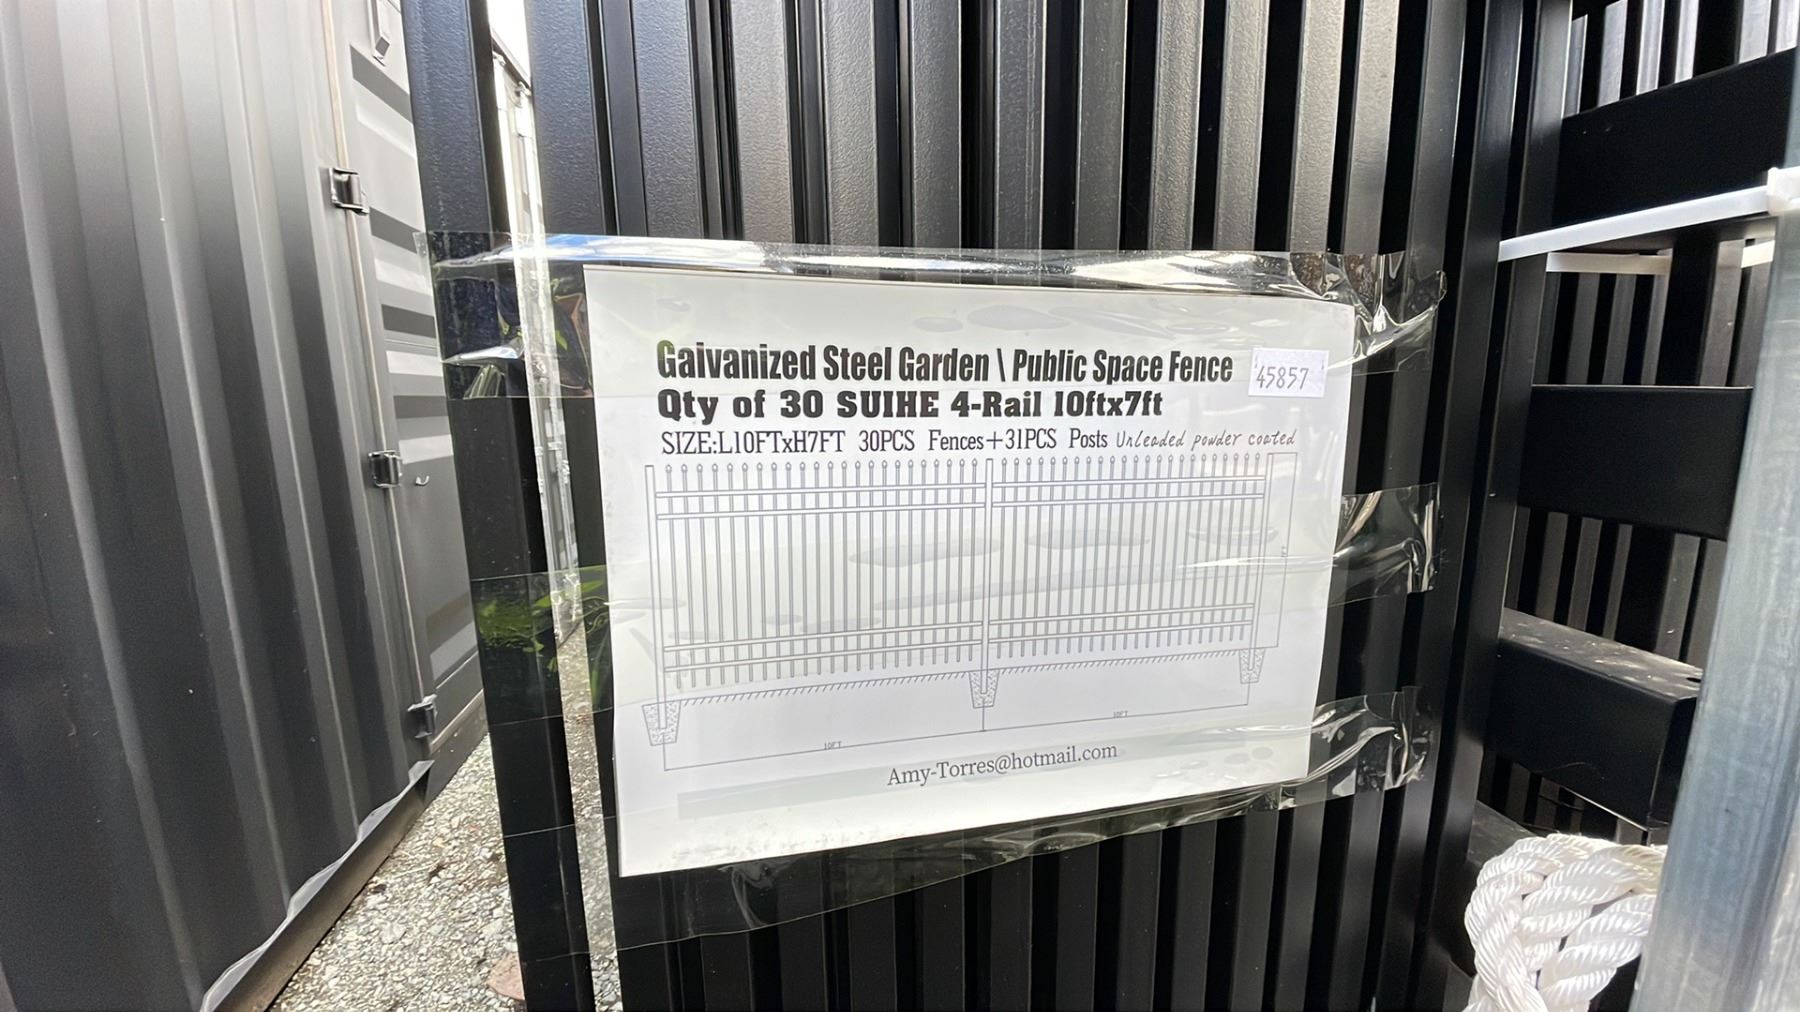 Gaivanized Steel Garden \ Public Space Fence
45857
Qty of 30 SUIHE 4-Rail 10ftx7ft
SIZE:L10FTxH7FT 30PCS Fences+31PCS Posts Unleaded powder coated
10FT
10FT
Amy-Torres@hotmail.com